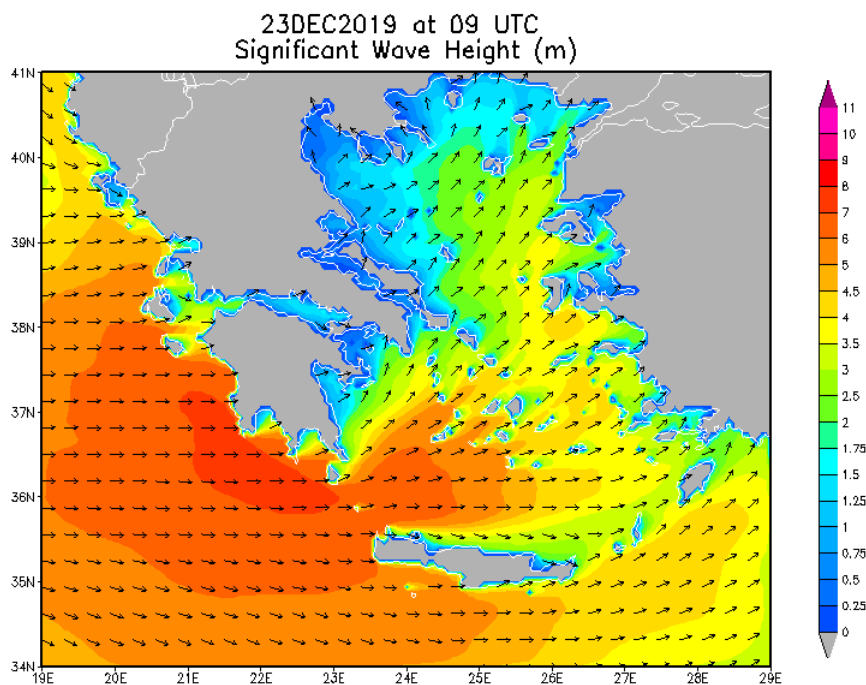 23DEC2019 at 09 UTC
Significant Wave Height (m)
41N
40N
39N
38N
37N
36N
35N
34N
19E 20E 21E 22E 23E 24E 25E 26E 27E 28E 29E
11
10
9
8
7
6
5
4.5
4
3.5
3
2.5
2
1.75
1.5
1.25
1
0.75
0.5
0.25
0